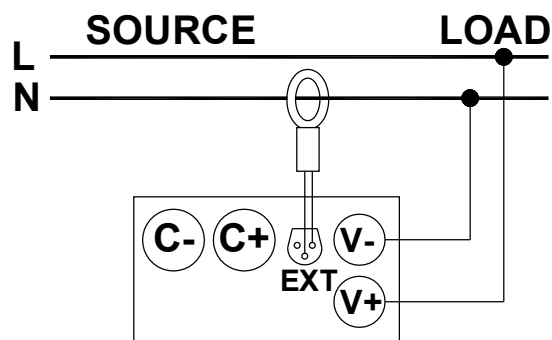 SOURCE LOAD
L
N
C- C+ V-
EXT
V+